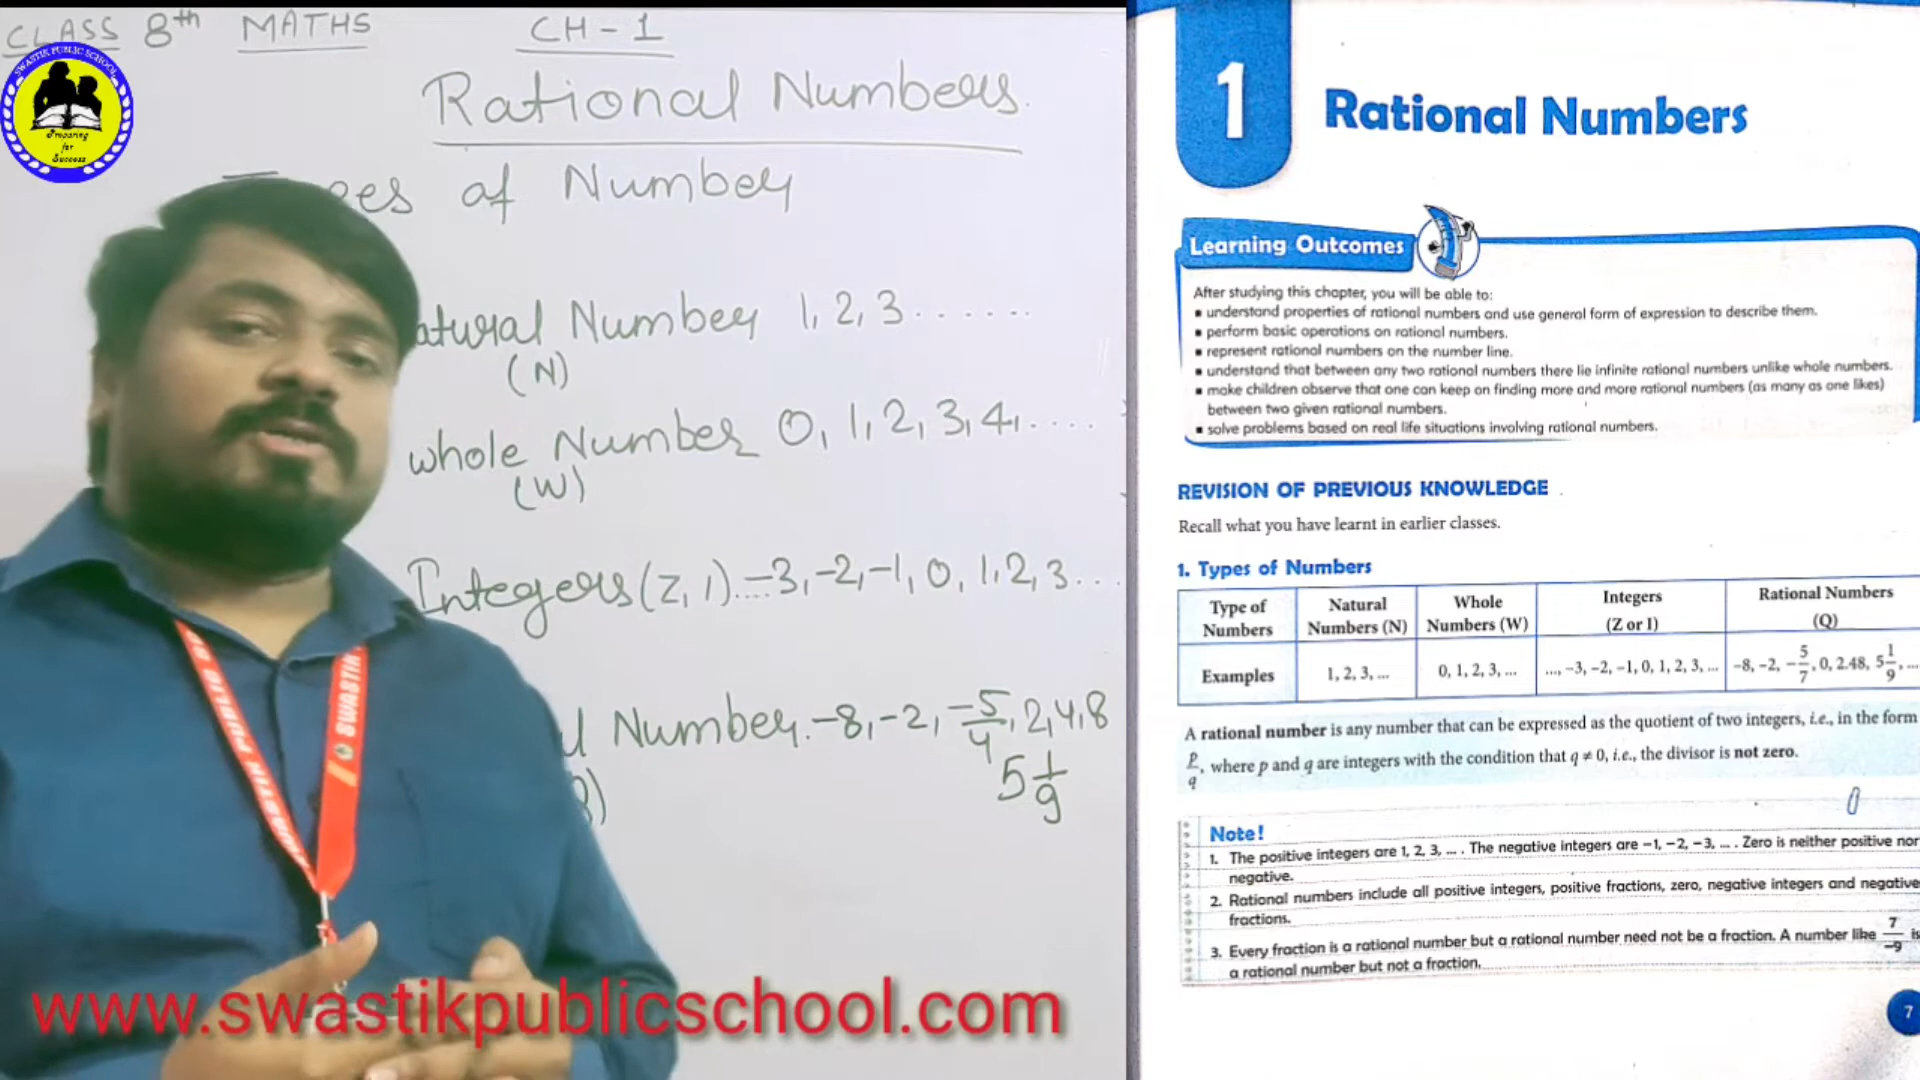 CLASS 8th MATHS CH-1
Rational Numbers.
of Number
SWASTIK PUBLIC SCHOOL
Preparing
for
Success
Natural Number 1, 2, 3 .......
(N)
whole Number 0, 1, 2, 3, 4, ....
(W)
Integers (Z, I) ....-3, -2, -1, 0, 1, 2, 3...
Number. -8, -2, -5/4, 2, 4, 8
5 1/9
SWASTIK
www.swastikpublicschool.com
1 Rational Numbers
Learning Outcomes
After studying this chapter, you will be able to:
▪ understand properties of rational numbers and use general form of expression to describe them.
▪ perform basic operations on rational numbers.
▪ represent rational numbers on the number line.
▪ understand that between any two rational numbers there lie infinite rational numbers unlike whole numbers.
▪ make children observe that one can keep on finding more and more rational numbers (as many as one likes)
between two given rational numbers.
▪ solve problems based on real life situations involving rational numbers.
REVISION OF PREVIOUS KNOWLEDGE
Recall what you have learnt in earlier classes.
1. Types of Numbers
Type of Numbers Natural Numbers (N) Whole Numbers (W) Integers (Z or I) Rational Numbers (Q)
Examples 1, 2, 3, ... 0, 1, 2, 3, ... ..., -3, -2, -1, 0, 1, 2, 3, ... -8, -2, -5/7, 0, 2.48, 5 1/9, ...
A rational number is any number that can be expressed as the quotient of two integers, i.e., in the form
p/q, where p and q are integers with the condition that q ≠ 0, i.e., the divisor is not zero.
Note!
1. The positive integers are 1, 2, 3, ... . The negative integers are -1, -2, -3, ... . Zero is neither positive nor
negative.
2. Rational numbers include all positive integers, positive fractions, zero, negative integers and negative
fractions.
3. Every fraction is a rational number but a rational number need not be a fraction. A number like 7/-9 is
a rational number but not a fraction.
7